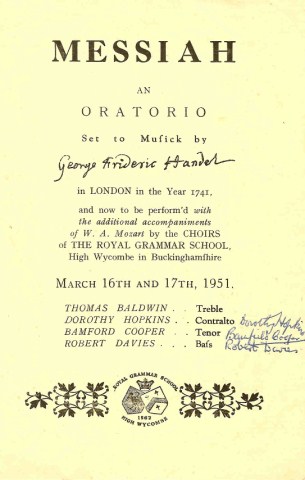 MESSIAH
AN
ORATORIO
Set to Muſick by
George Frideric Handel
in LONDON in the Year 1741,
and now to be perform'd with
the additional accompaniments
of W. A. Mozart by the CHOIRS
of THE ROYAL GRAMMAR SCHOOL,
High Wycombe in Buckinghamſhire
MARCH 16TH AND 17TH, 1951.
THOMAS BALDWIN . . Treble
DOROTHY HOPKINS . . Contralto Dorothy Hopkins
BAMFORD COOPER . . Tenor Bamford Cooper
ROBERT DAVIES . . . Baſs Robert Davies
ROYAL GRAMMAR SCHOOL
1562
HIGH WYCOMBE